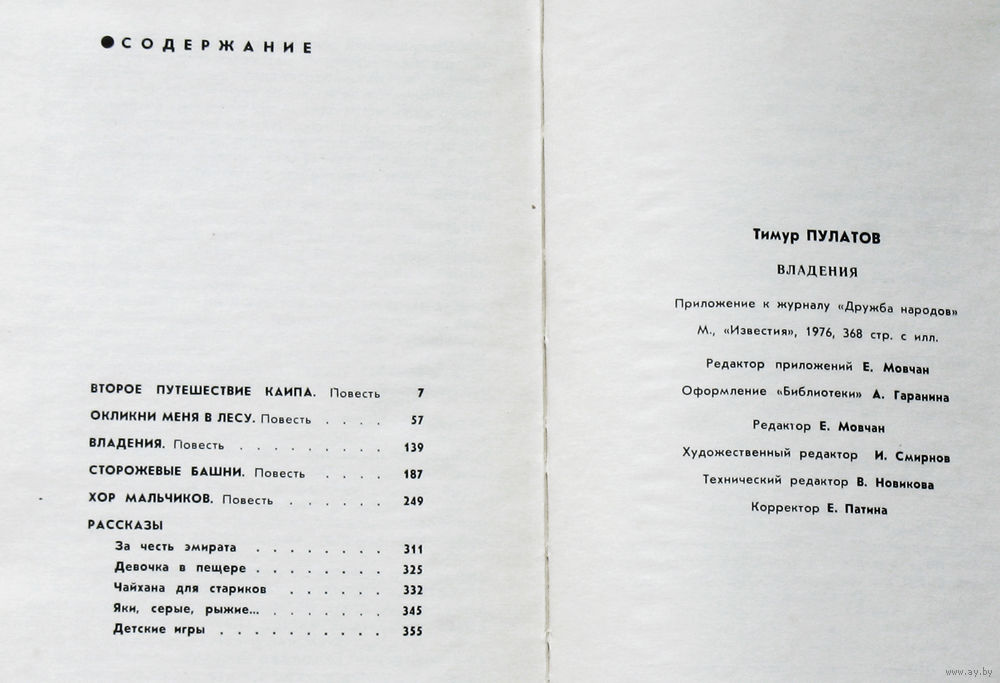 ● СОДЕРЖАНИЕ
ВТОРОЕ ПУТЕШЕСТВИЕ КАИПА. Повесть 7
ОКЛИКНИ МЕНЯ В ЛЕСУ. Повесть . . . . 57
ВЛАДЕНИЯ. Повесть . . . . . . . . . 139
СТОРОЖЕВЫЕ БАШНИ. Повесть . . . . 187
ХОР МАЛЬЧИКОВ. Повесть . . . . . . 249
РАССКАЗЫ
За честь эмирата . . . . . . . . 311
Девочка в пещере . . . . . . . . 325
Чайхана для стариков . . . . . . 332
Яки, серые, рыжие... . . . . . . . 345
Детские игры . . . . . . . . . . 355
Тимур ПУЛАТОВ
ВЛАДЕНИЯ
Приложение к журналу «Дружба народов»
М., «Известия», 1976, 368 стр. с илл.
Редактор приложений Е. Мовчан
Оформление «Библиотеки» А. Гаранина
Редактор Е. Мовчан
Художественный редактор И. Смирнов
Технический редактор В. Новикова
Корректор Е. Патина
www.ay.by